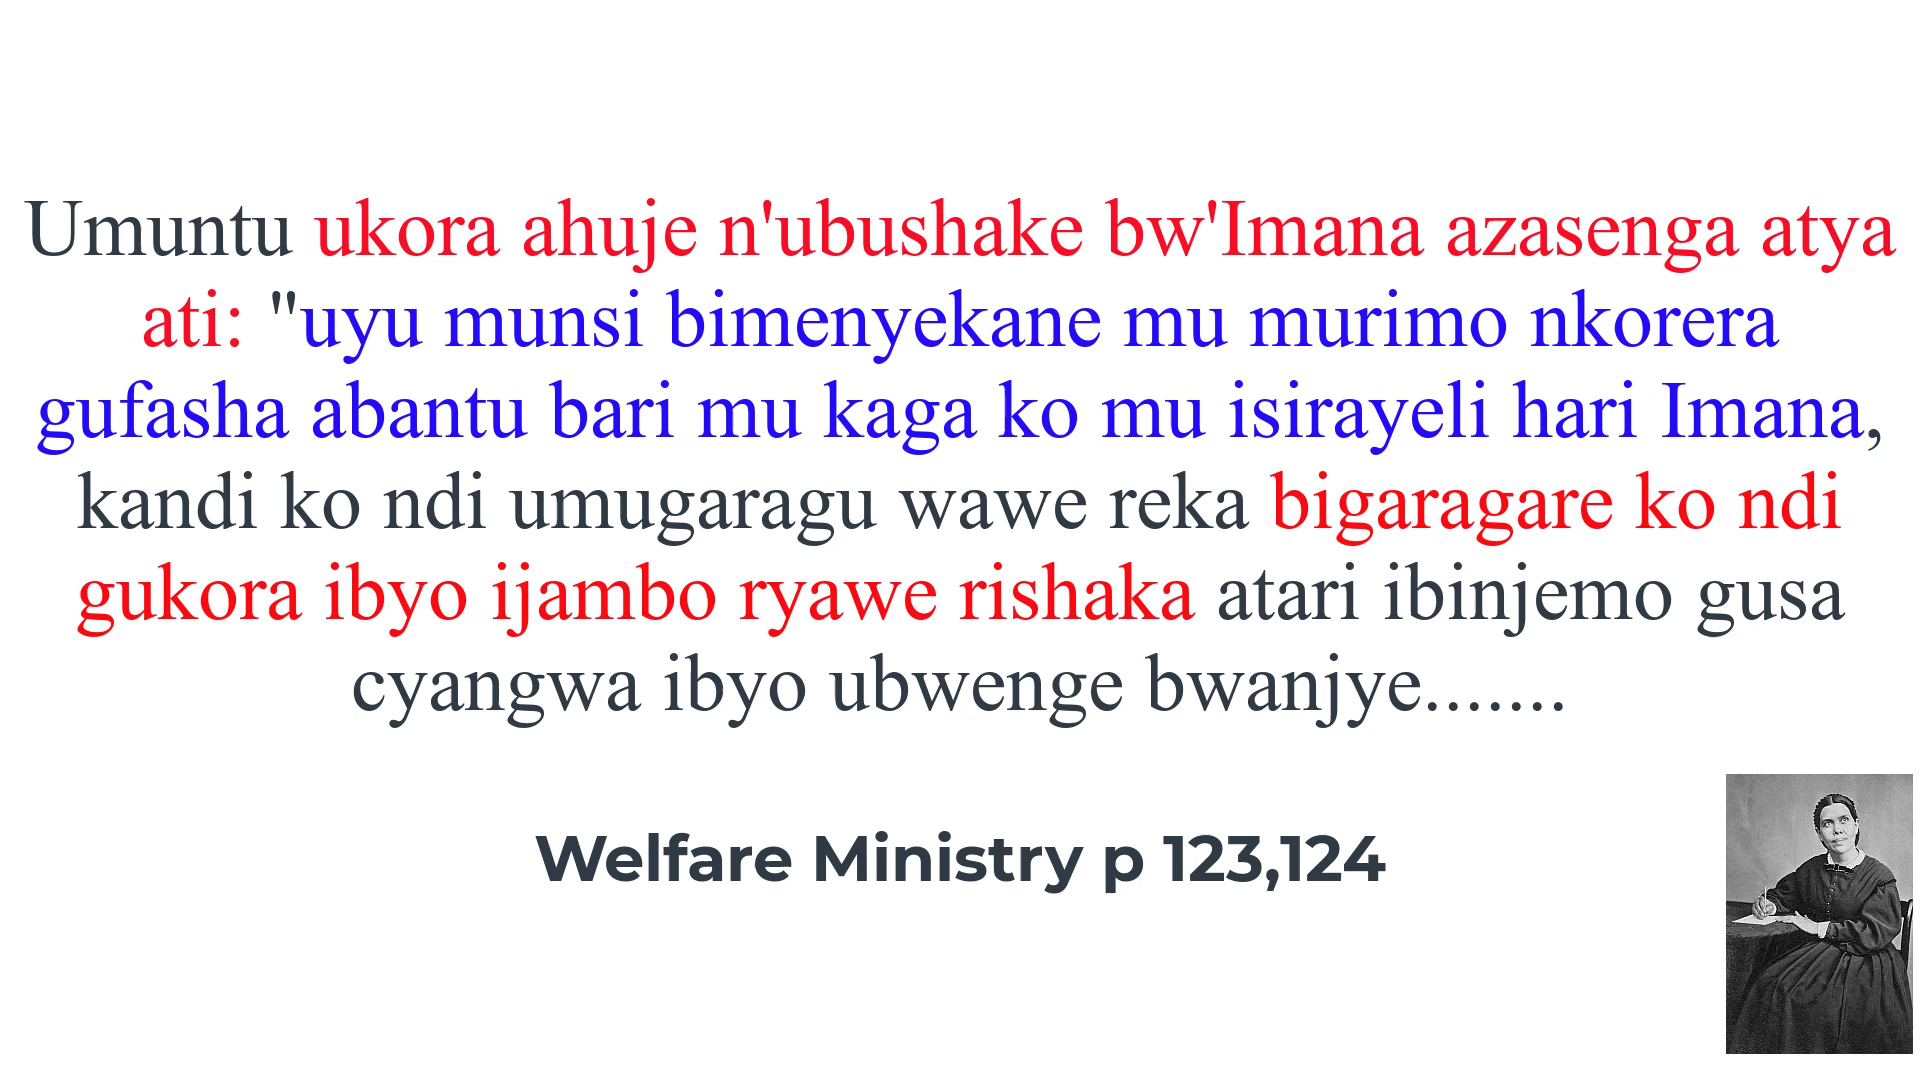 Umuntu ukora ahuje n'ubushake bw'Imana azasenga atya
ati: "uyu munsi bimenyekane mu murimo nkorera
gufasha abantu bari mu kaga ko mu isirayeli hari Imana,
kandi ko ndi umugaragu wawe reka bigaragare ko ndi
gukora ibyo ijambo ryawe rishaka atari ibinjemo gusa
cyangwa ibyo ubwenge bwanjye.......
Welfare Ministry p 123,124